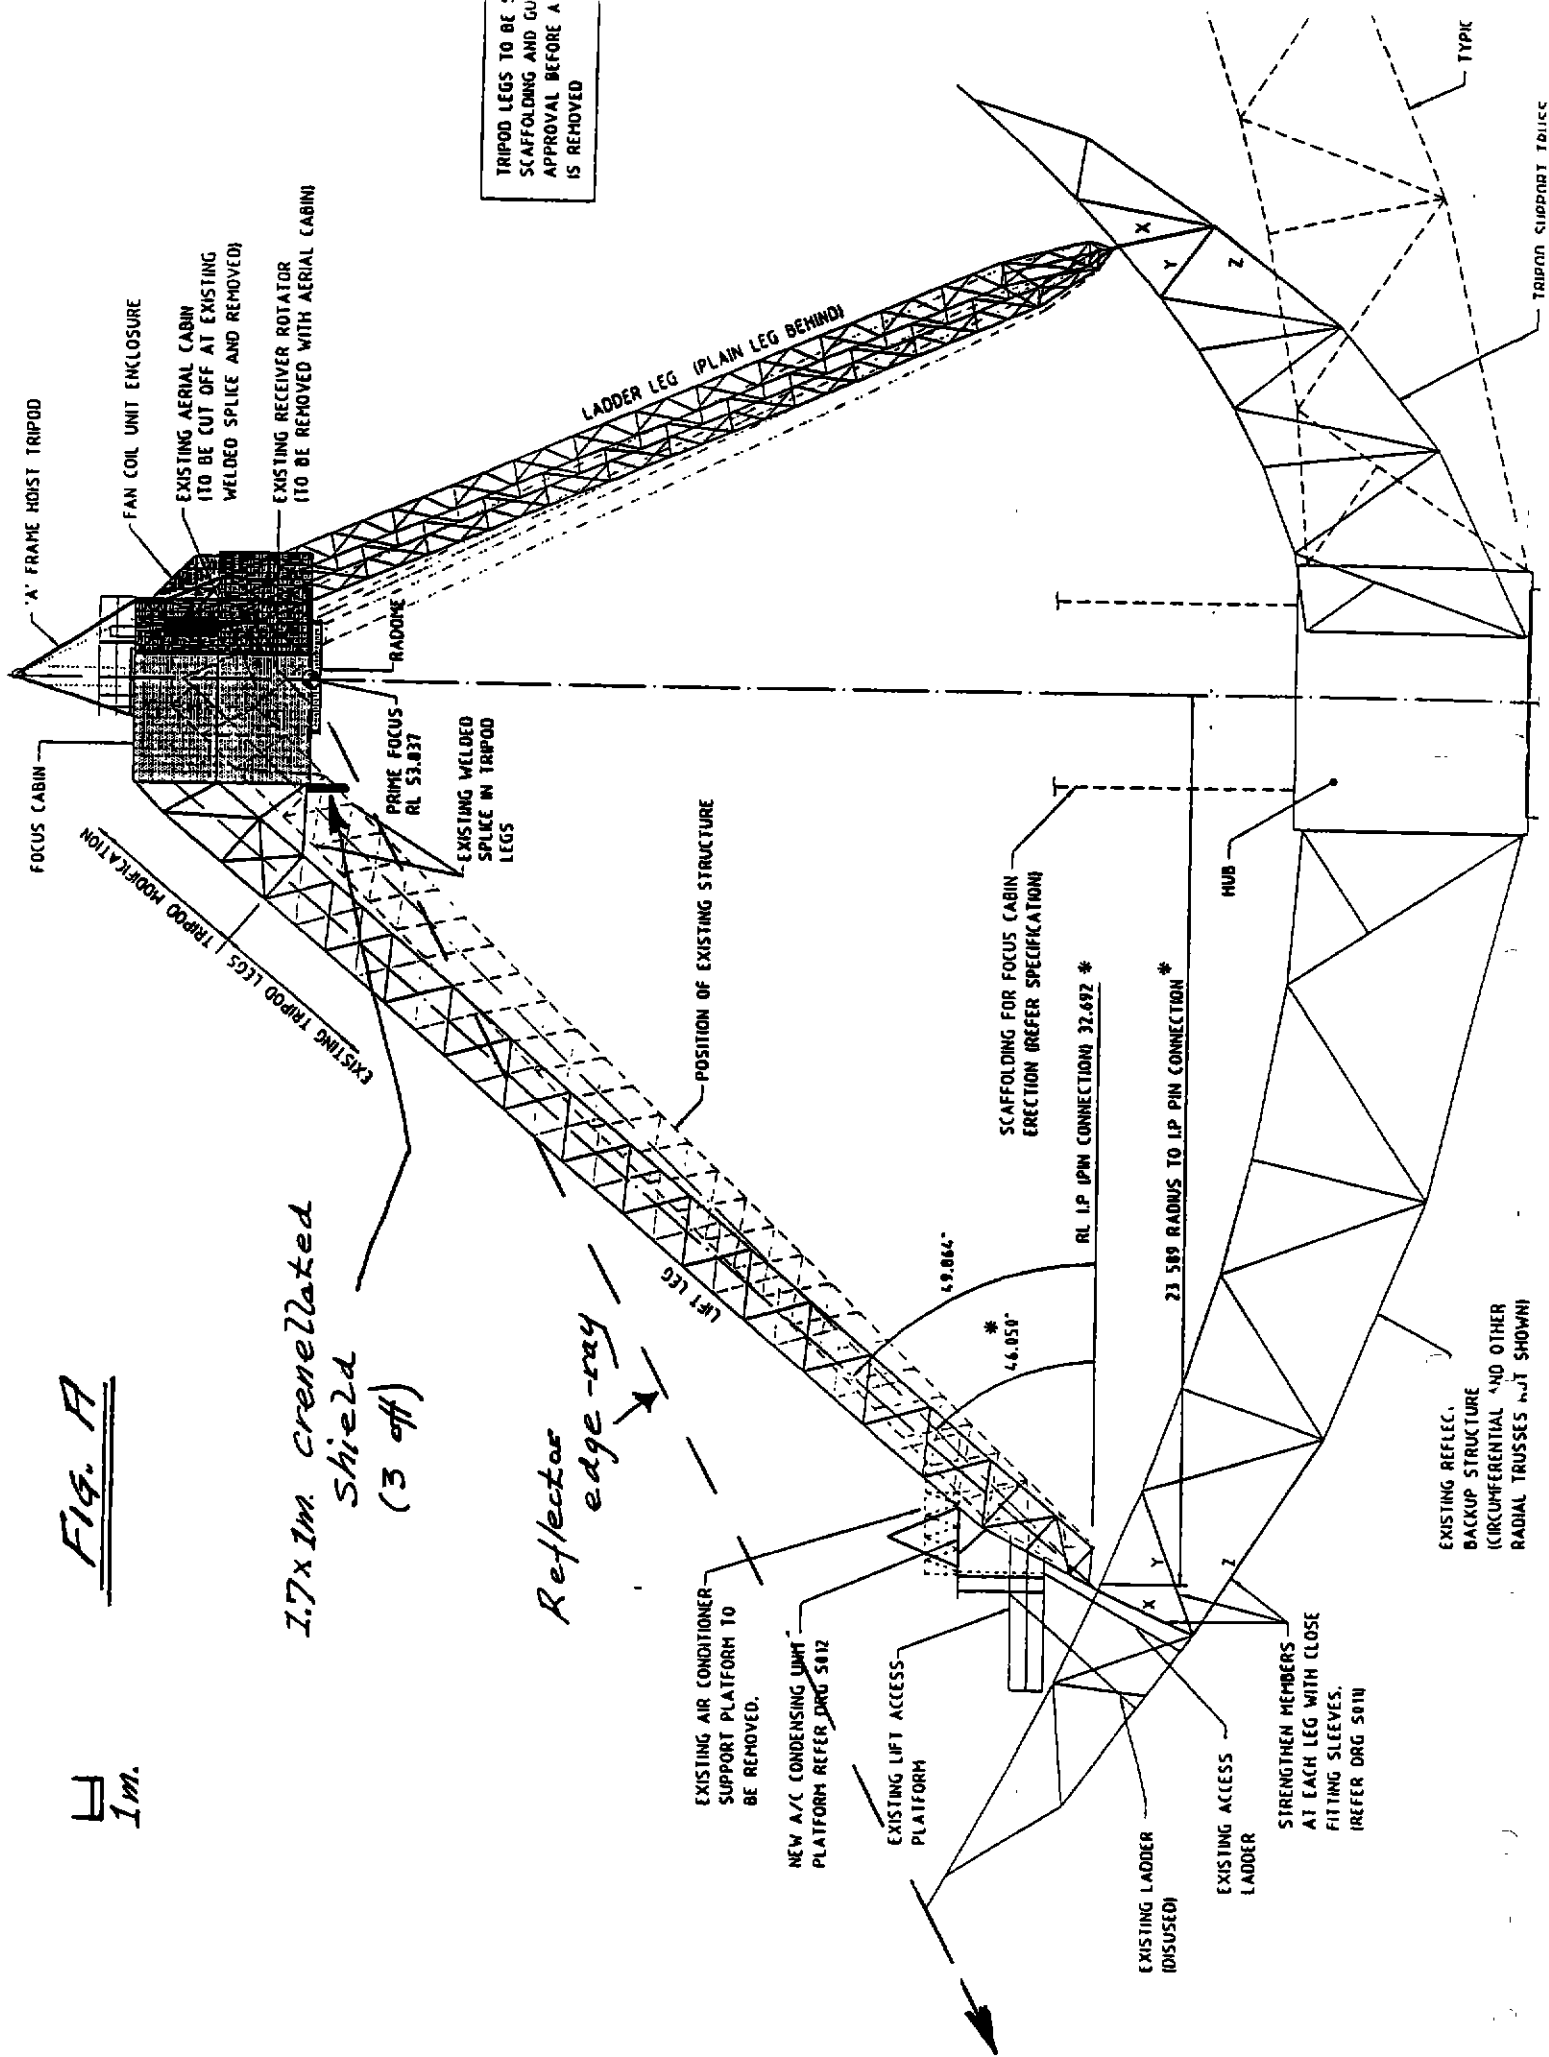 FIG. A
1m.
1.7 x 1m. crenellated
shield
(3 off)
Reflector
edge-ray
FOCUS CABIN
'A' FRAME HOIST TRIPOD
FAN COIL UNIT ENCLOSURE
EXISTING AERIAL CABIN
(TO BE CUT OFF AT EXISTING
WELDED SPLICE AND REMOVED)
EXISTING RECEIVER ROTATOR
(TO BE REMOVED WITH AERIAL CABIN)
TRIPOD LEGS TO BE
SCAFFOLDING AND
APPROVAL BEFORE A
IS REMOVED
TRIPOD MODIFICATION
EXISTING TRIPOD LEGS
RADOME
PRIME FOCUS
RL 53.837
EXISTING WELDED
SPLICE IN TRIPOD
LEGS
LADDER LEG (PLAIN LEG BEHIND)
POSITION OF EXISTING STRUCTURE
LIFT LEG
SCAFFOLDING FOR FOCUS CABIN
ERECTION (REFER SPECIFICATION)
49.864°
*
46.050°
RL I.P (PIN CONNECTION) 32.692 *
23 589 RADIUS TO I.P PIN CONNECTION *
HUB
X
Y
Z
X
Y
Z
EXISTING AIR CONDITIONER
SUPPORT PLATFORM TO
BE REMOVED.
NEW A/C CONDENSING UNIT
PLATFORM REFER DRG S012
EXISTING LIFT ACCESS
PLATFORM
EXISTING LADDER
(DISUSED)
EXISTING ACCESS
LADDER
STRENGTHEN MEMBERS
AT EACH LEG WITH CLOSE
FITTING SLEEVES.
(REFER DRG S011)
EXISTING REFLEC
BACKUP STRUCTURE
(CIRCUMFERENTIAL AND OTHER
RADIAL TRUSSES NOT SHOWN)
TRIPOD SUPPORT TRUSS
TYPIC